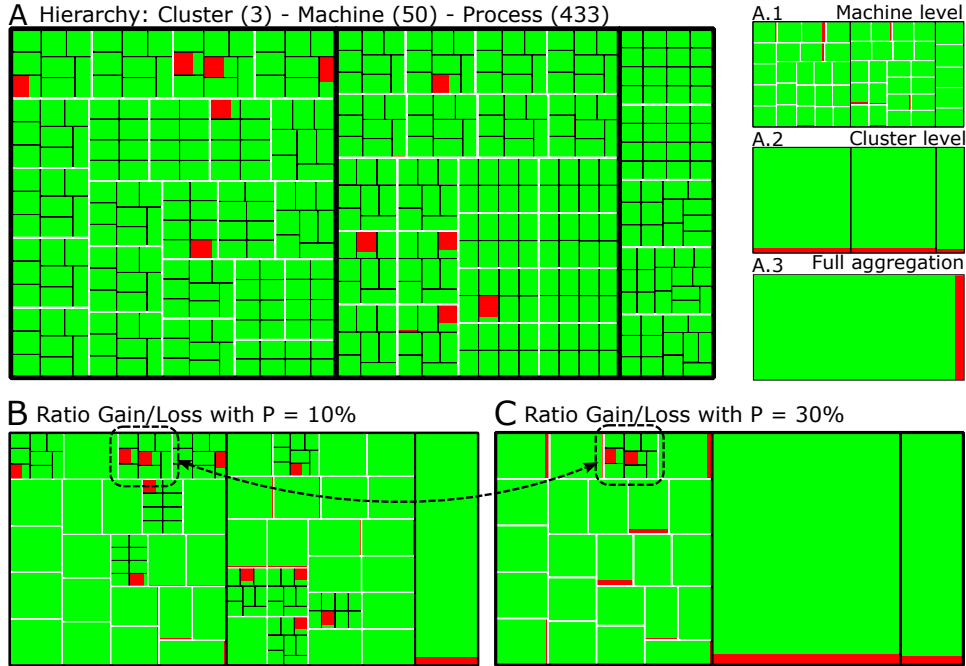 A Hierarchy: Cluster (3) - Machine (50) - Process (433)
A.1 Machine level
A.2 Cluster level
A.3 Full aggregation
B Ratio Gain/Loss with P = 10%
C Ratio Gain/Loss with P = 30%